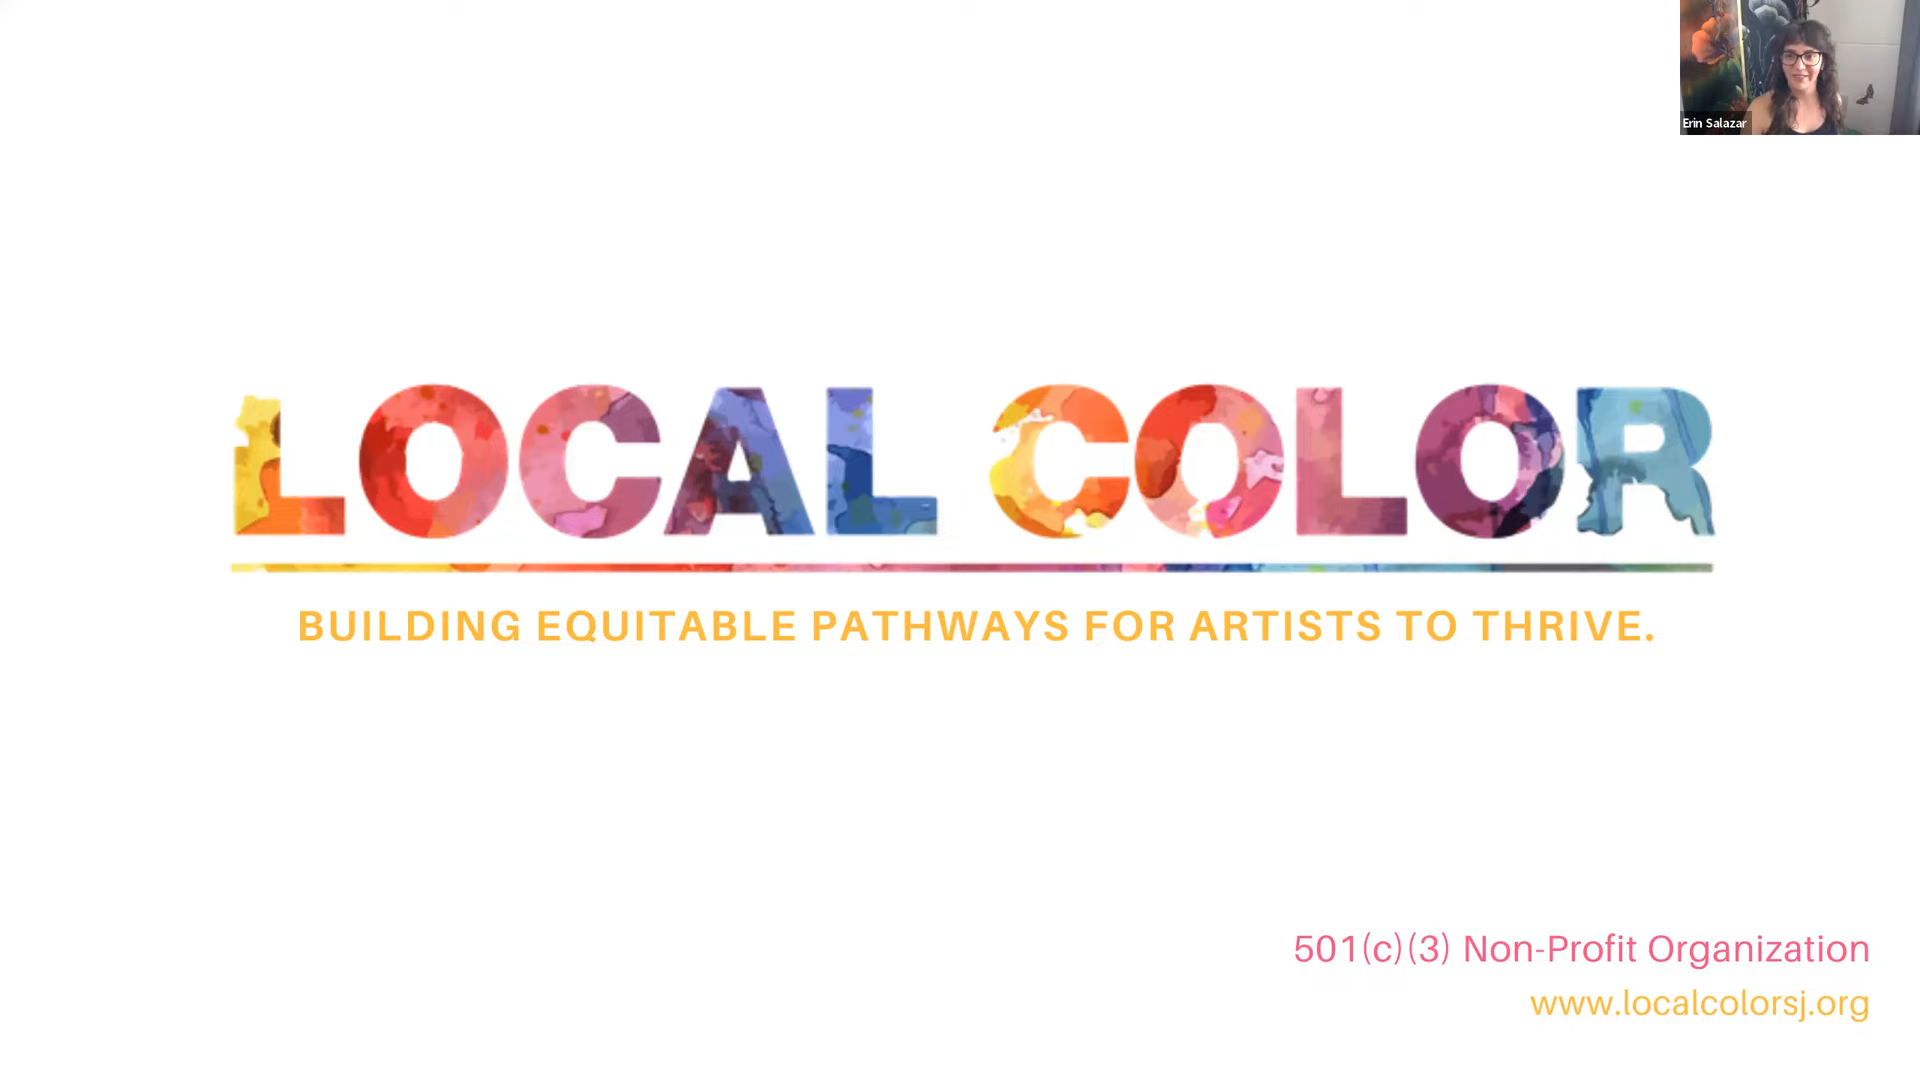 Erin Salazar
LOCAL COLOR
BUILDING EQUITABLE PATHWAYS FOR ARTISTS TO THRIVE.
501(c)(3) Non-Profit Organization
www.localcolorsj.org